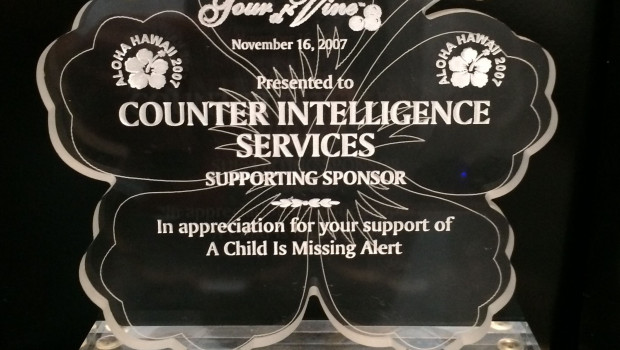 Vine™
November 16, 2007
ALOHA HAWAII 2007
ALOHA HAWAII 2007
Presented to
COUNTER INTELLIGENCE
SERVICES
SUPPORTING SPONSOR
In appreciation for your support of
A Child Is Missing Alert